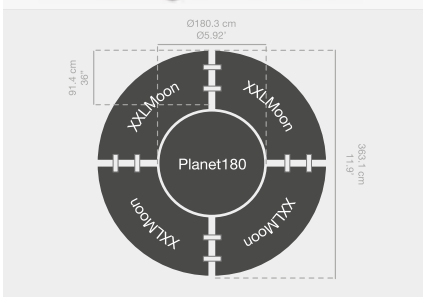 Ø180.3 cm
Ø5.92'
91.4 cm
36"
XXLMoon
XXLMoon
Planet180
363.1 cm
11.9"
XXLMoon
XXLMoon